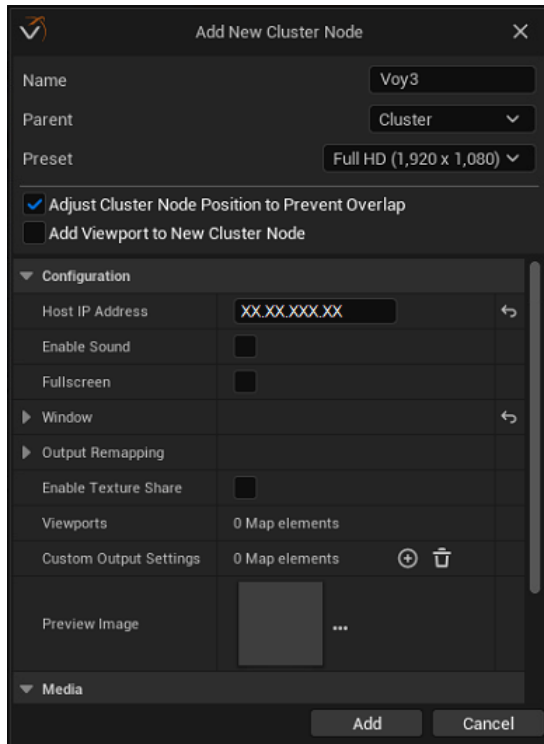 Add New Cluster Node
Name Voy3
Parent Cluster
Preset Full HD (1,920 x 1,080)
Adjust Cluster Node Position to Prevent Overlap
Add Viewport to New Cluster Node
Configuration
Host IP Address XX.XX.XXX.XX
Enable Sound
Fullscreen
Window
Output Remapping
Enable Texture Share
Viewports 0 Map elements
Custom Output Settings 0 Map elements
Preview Image
Media
Add Cancel